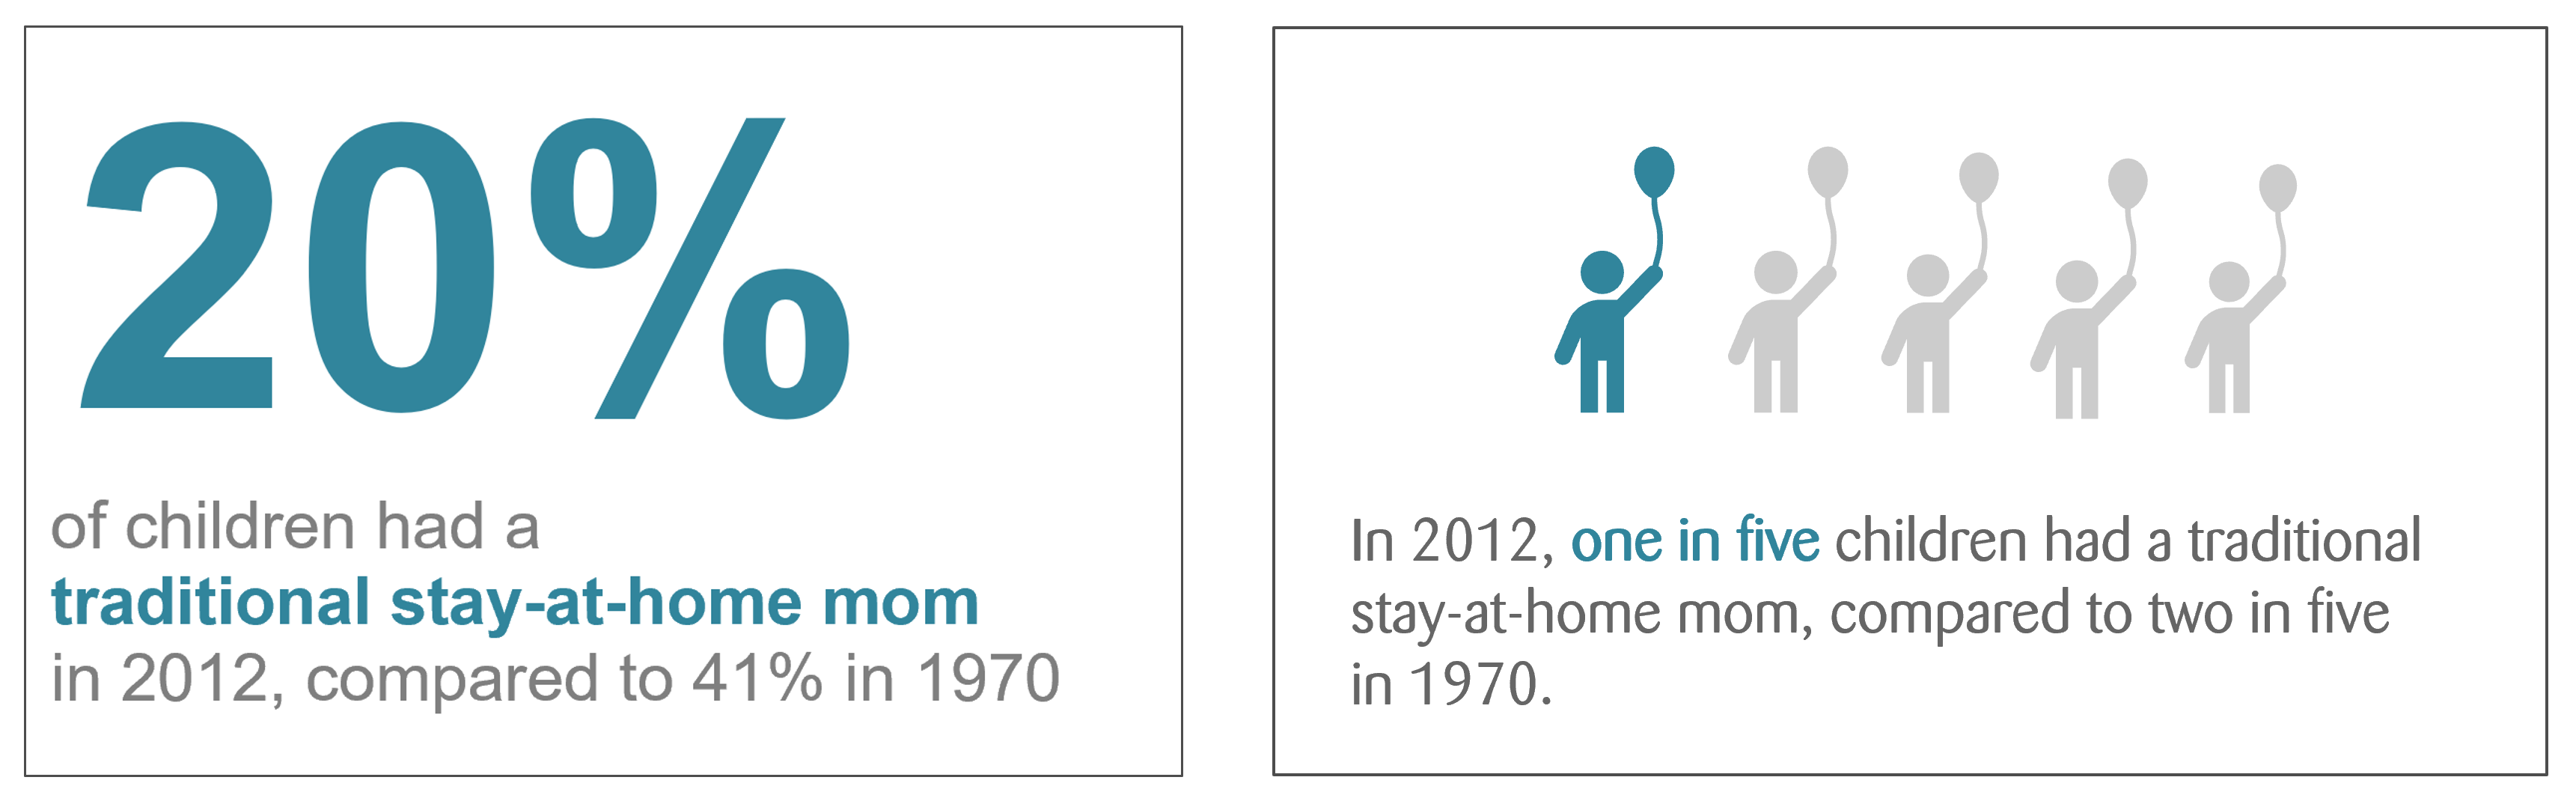 20%
of children had a
traditional stay-at-home mom
in 2012, compared to 41% in 1970
In 2012, one in five children had a traditional
stay-at-home mom, compared to two in five
in 1970.